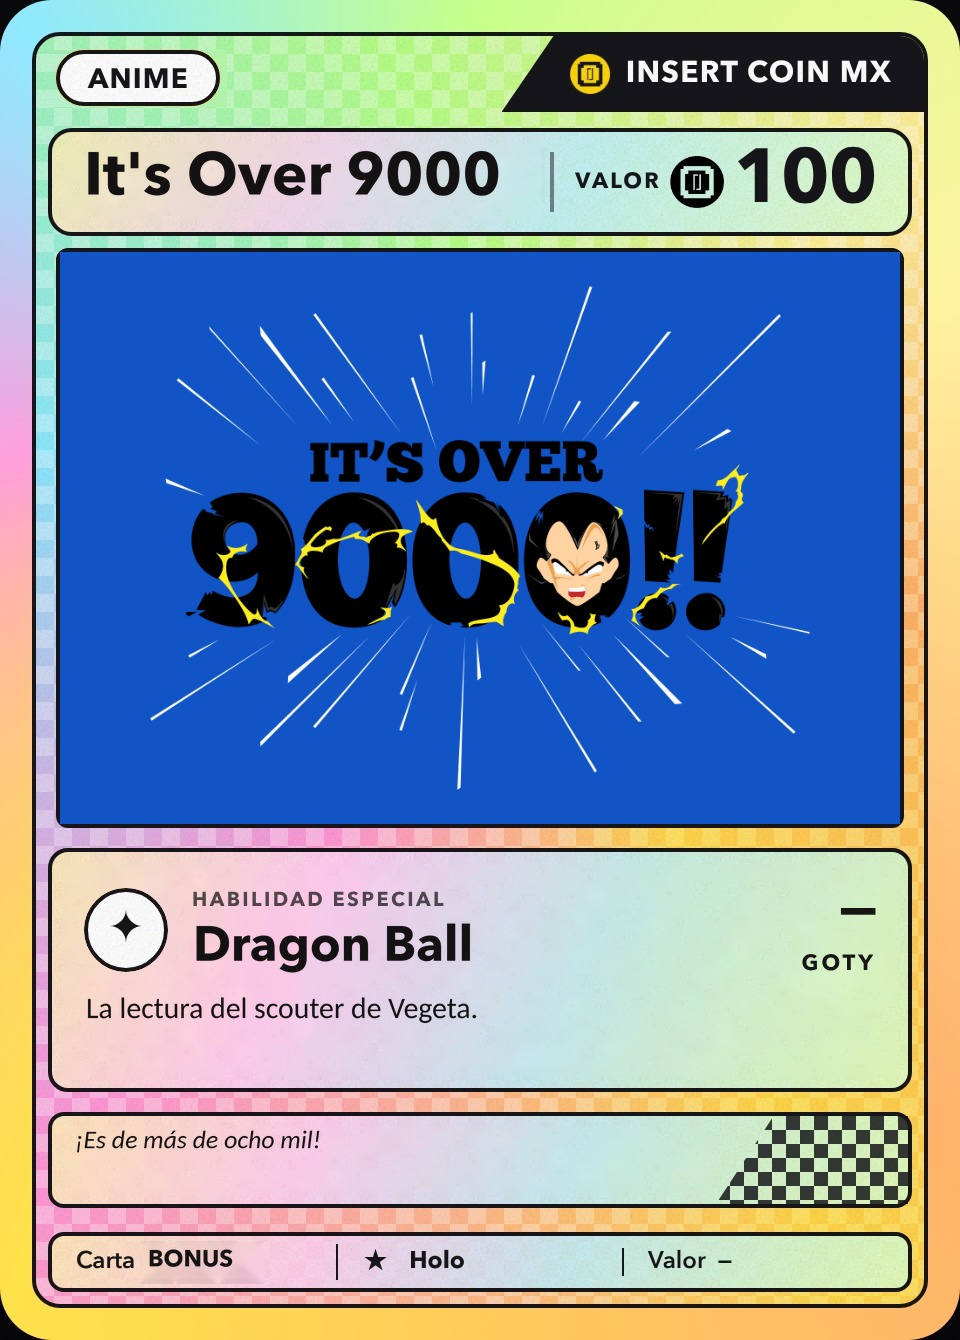 ANIME
INSERT COIN MX
It's Over 9000
VALOR 100
IT'S OVER
9000!!
HABILIDAD ESPECIAL
Dragon Ball
–
GOTY
La lectura del scouter de Vegeta.
¡Es de más de ocho mil!
Carta BONUS
★ Holo
Valor –